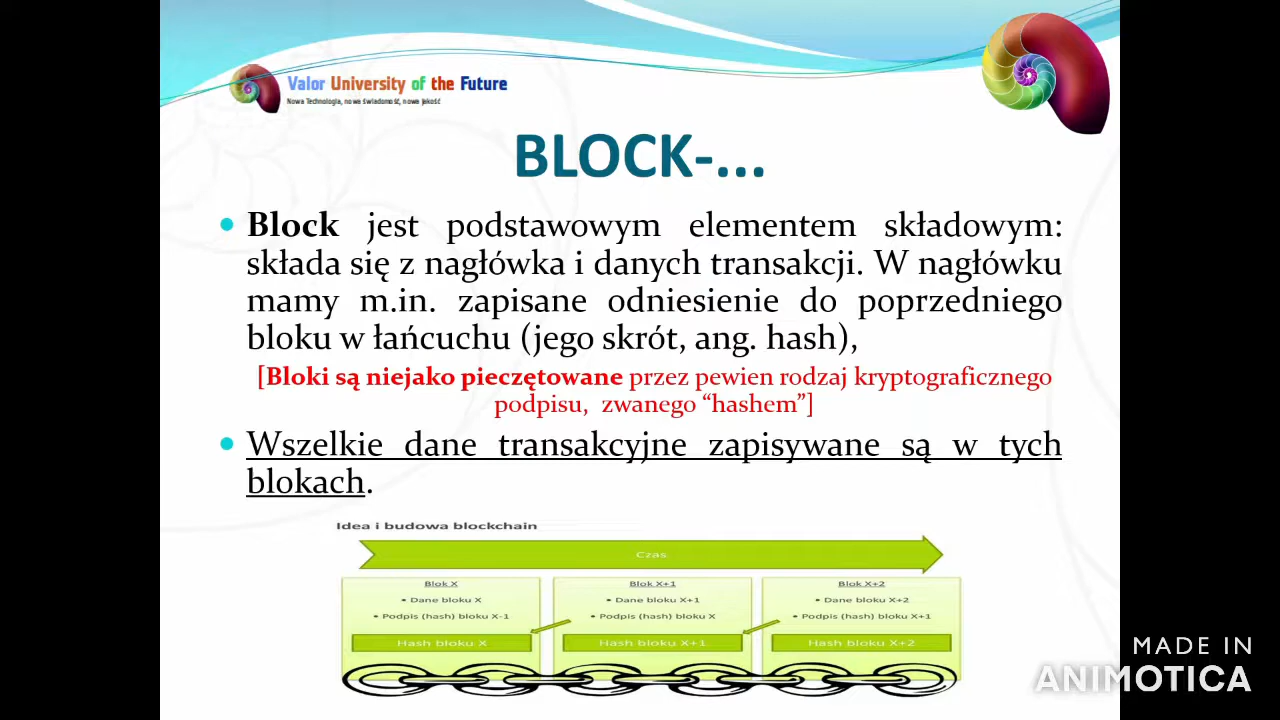 Valor University of the Future
Nowa Technologia, nowa świadomość, nowa jakość
BLOCK-...
• Block jest podstawowym elementem składowym:
składa się z nagłówka i danych transakcji. W nagłówku
mamy m.in. zapisane odniesienie do poprzedniego
bloku w łańcuchu (jego skrót, ang. hash),
[Bloki są niejako pieczętowane przez pewien rodzaj kryptograficznego
podpisu, zwanego “hashem”]
• Wszelkie dane transakcyjne zapisywane są w tych
blokach.
Idea i budowa blockchain
Czas
Blok X
• Dane bloku X
• Podpis (hash) bloku X-1
Hash bloku X
Blok X+1
• Dane bloku X+1
• Podpis (hash) bloku X
Hash bloku X+1
Blok X+2
• Dane bloku X+2
• Podpis (hash) bloku X+1
Hash bloku X+2
MADE IN
ANIMOTICA